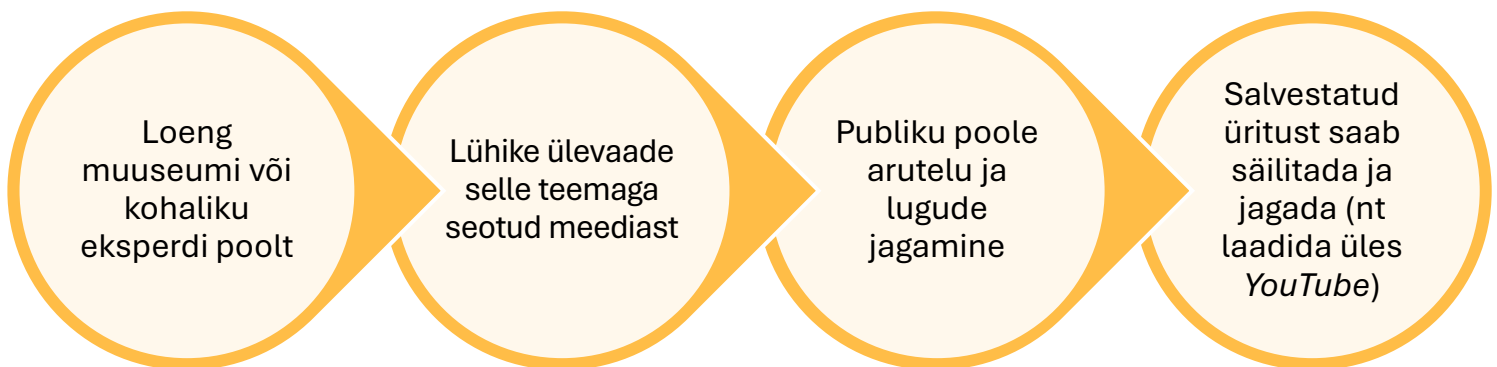 Loeng
muuseumi või
kohaliku
eksperdi poolt
Lühike ülevaade
selle teemaga
seotud meediast
Publiku poole
arutelu ja
lugude
jagamine
Salvestatud
üritust saab
säilitada ja
jagada (nt
laadida üles
YouTube)